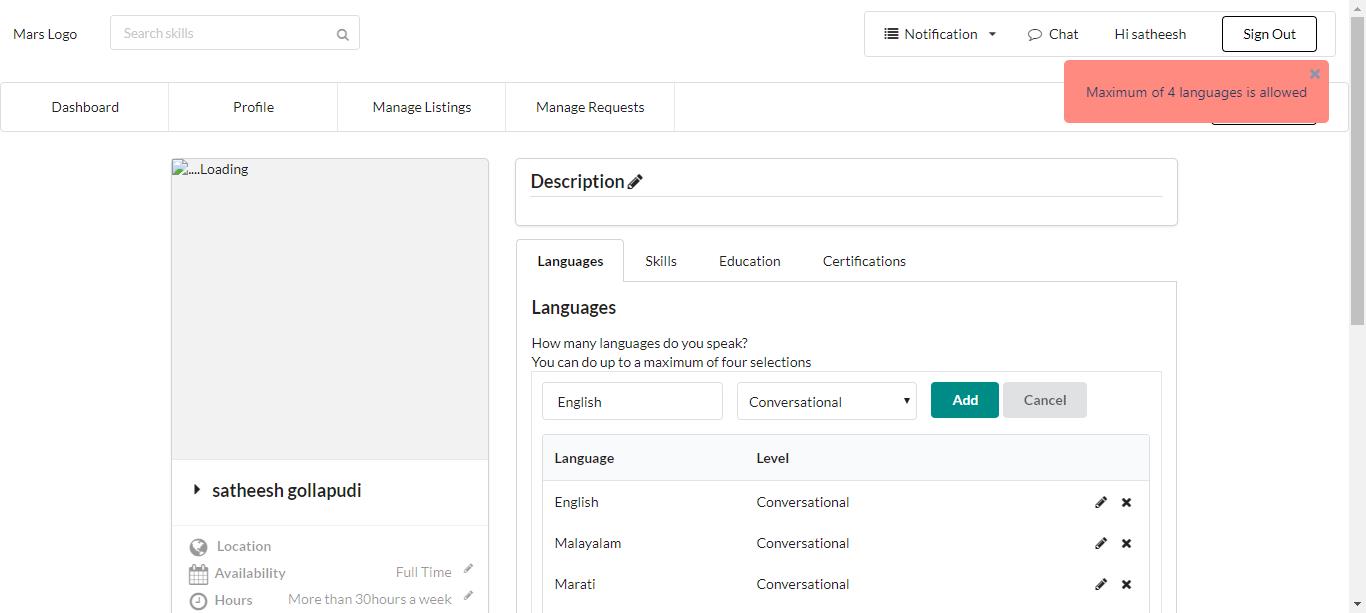 Mars Logo
Search skills
Notification
Chat
Hi satheesh
Sign Out
Maximum of 4 languages is allowed
Dashboard
Profile
Manage Listings
Manage Requests
....Loading
Description
Languages
Skills
Education
Certifications
Languages
How many languages do you speak?
You can do up to a maximum of four selections
English
Conversational
Add
Cancel
Language Level
English Conversational
Malayalam Conversational
Marati Conversational
satheesh gollapudi
Location
Availability Full Time
Hours More than 30hours a week